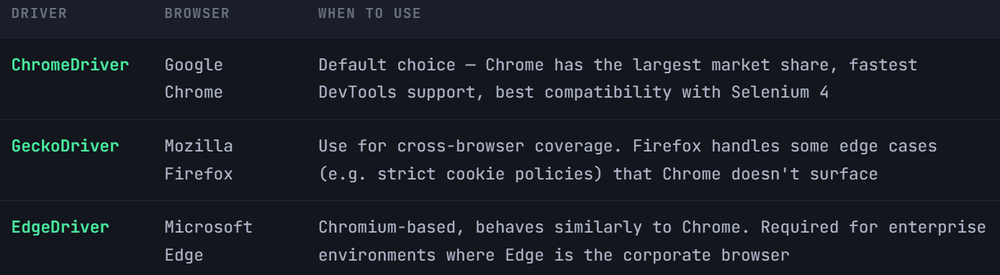 DRIVER BROWSER WHEN TO USE
ChromeDriver Google Default choice — Chrome has the largest market share, fastest
Chrome DevTools support, best compatibility with Selenium 4
GeckoDriver Mozilla Use for cross-browser coverage. Firefox handles some edge cases
Firefox (e.g. strict cookie policies) that Chrome doesn't surface
EdgeDriver Microsoft Chromium-based, behaves similarly to Chrome. Required for enterprise
Edge environments where Edge is the corporate browser